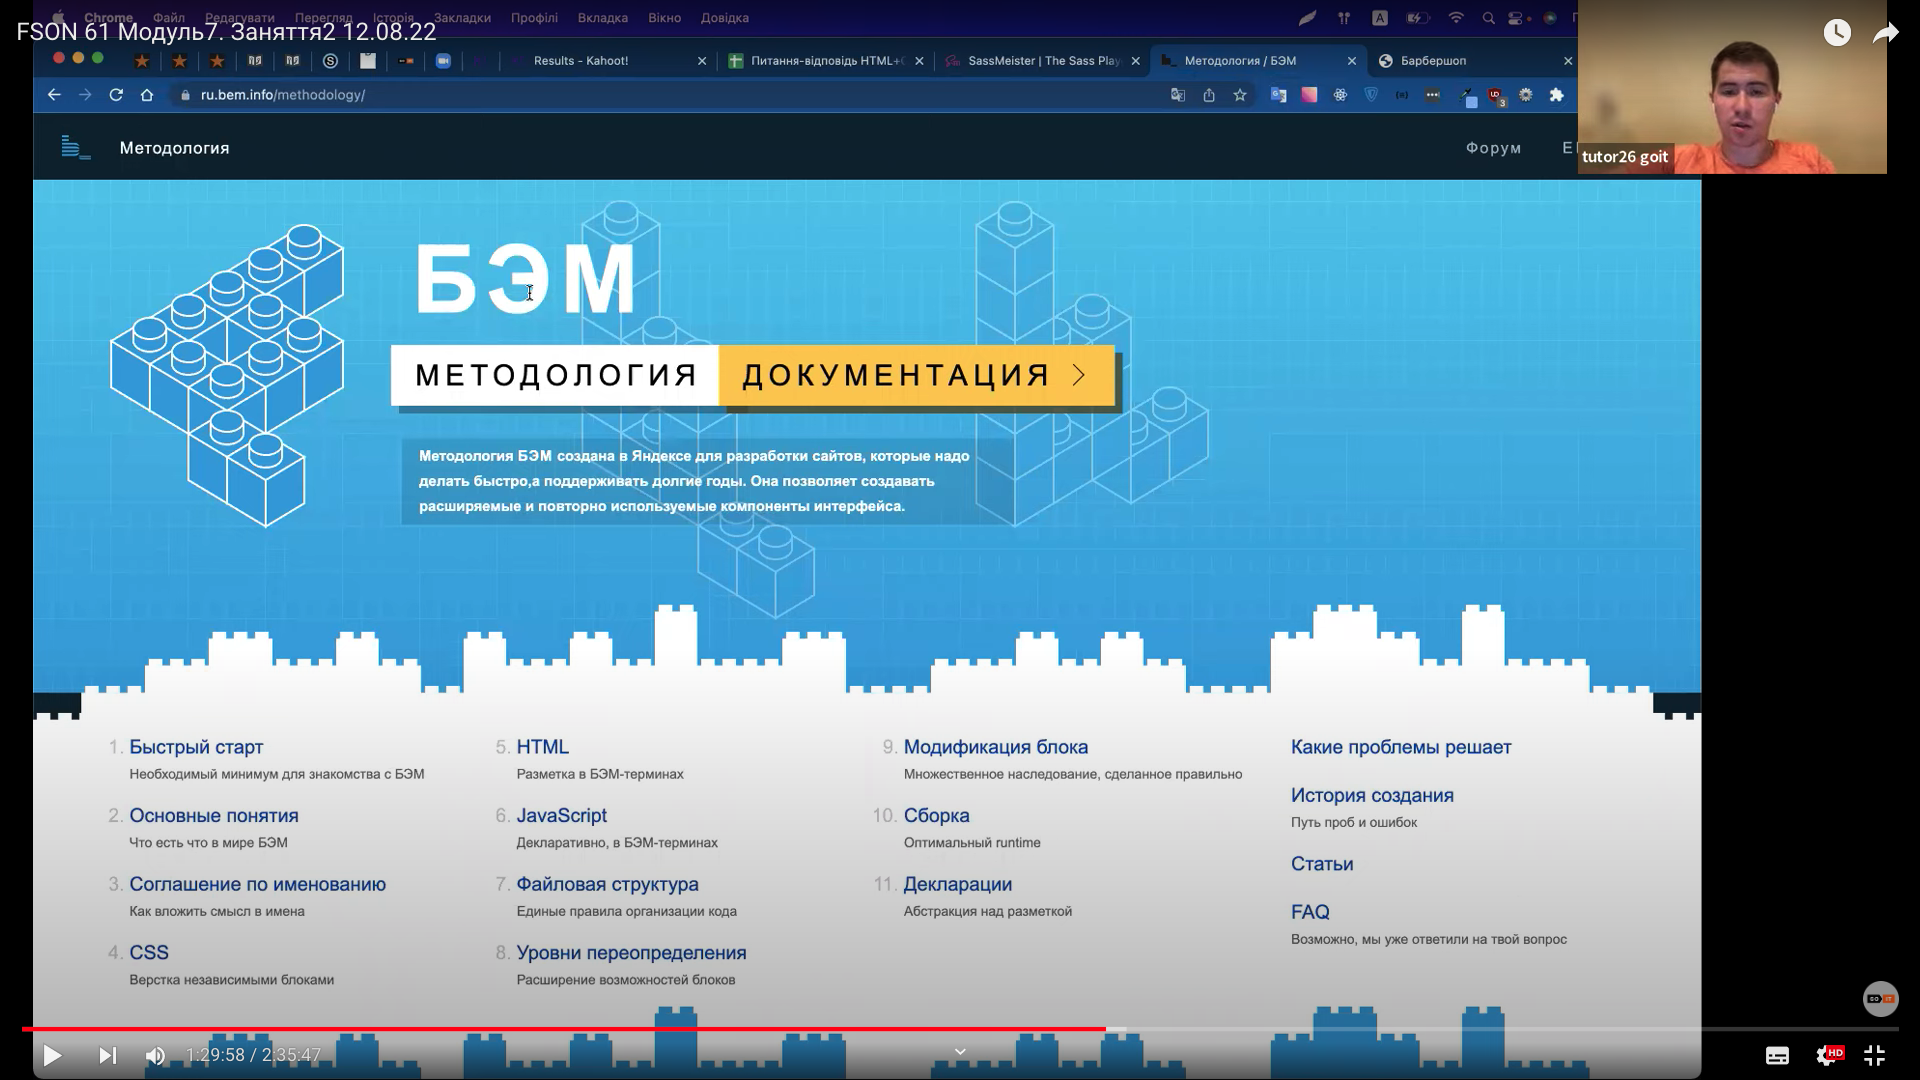 Chrome Файл Редагувати Перегляд Історія Закладки Профілі Вкладка Вікно Довідка
FSON 61 Модуль7. Заняття2 12.08.22
Results - Kahoot!
Питання-відповідь HTML+
SassMeister | The Sass Play
Методология / БЭМ
Барбершоп
ru.bem.info/methodology/
3
tutor26 goit
Методология
Форум
E
БЭМ
МЕТОДОЛОГИЯ
ДОКУМЕНТАЦИЯ
Методология БЭМ создана в Яндексе для разработки сайтов, которые надо
делать быстро,а поддерживать долгие годы. Она позволяет создавать
расширяемые и повторно используемые компоненты интерфейса.
1. Быстрый старт
Необходимый минимум для знакомства с БЭМ
2. Основные понятия
Что есть что в мире БЭМ
3. Соглашение по именованию
Как вложить смысл в имена
4. CSS
Верстка независимыми блоками
5. HTML
Разметка в БЭМ-терминах
6. JavaScript
Декларативно, в БЭМ-терминах
7. Файловая структура
Единые правила организации кода
8. Уровни переопределения
Расширение возможностей блоков
9. Модификация блока
Множественное наследование, сделанное правильно
10. Сборка
Оптимальный runtime
11. Декларации
Абстракция над разметкой
Какие проблемы решает
История создания
Путь проб и ошибок
Статьи
FAQ
Возможно, мы уже ответили на твой вопрос
GO IT
1:29:58 / 2:35:47
HD